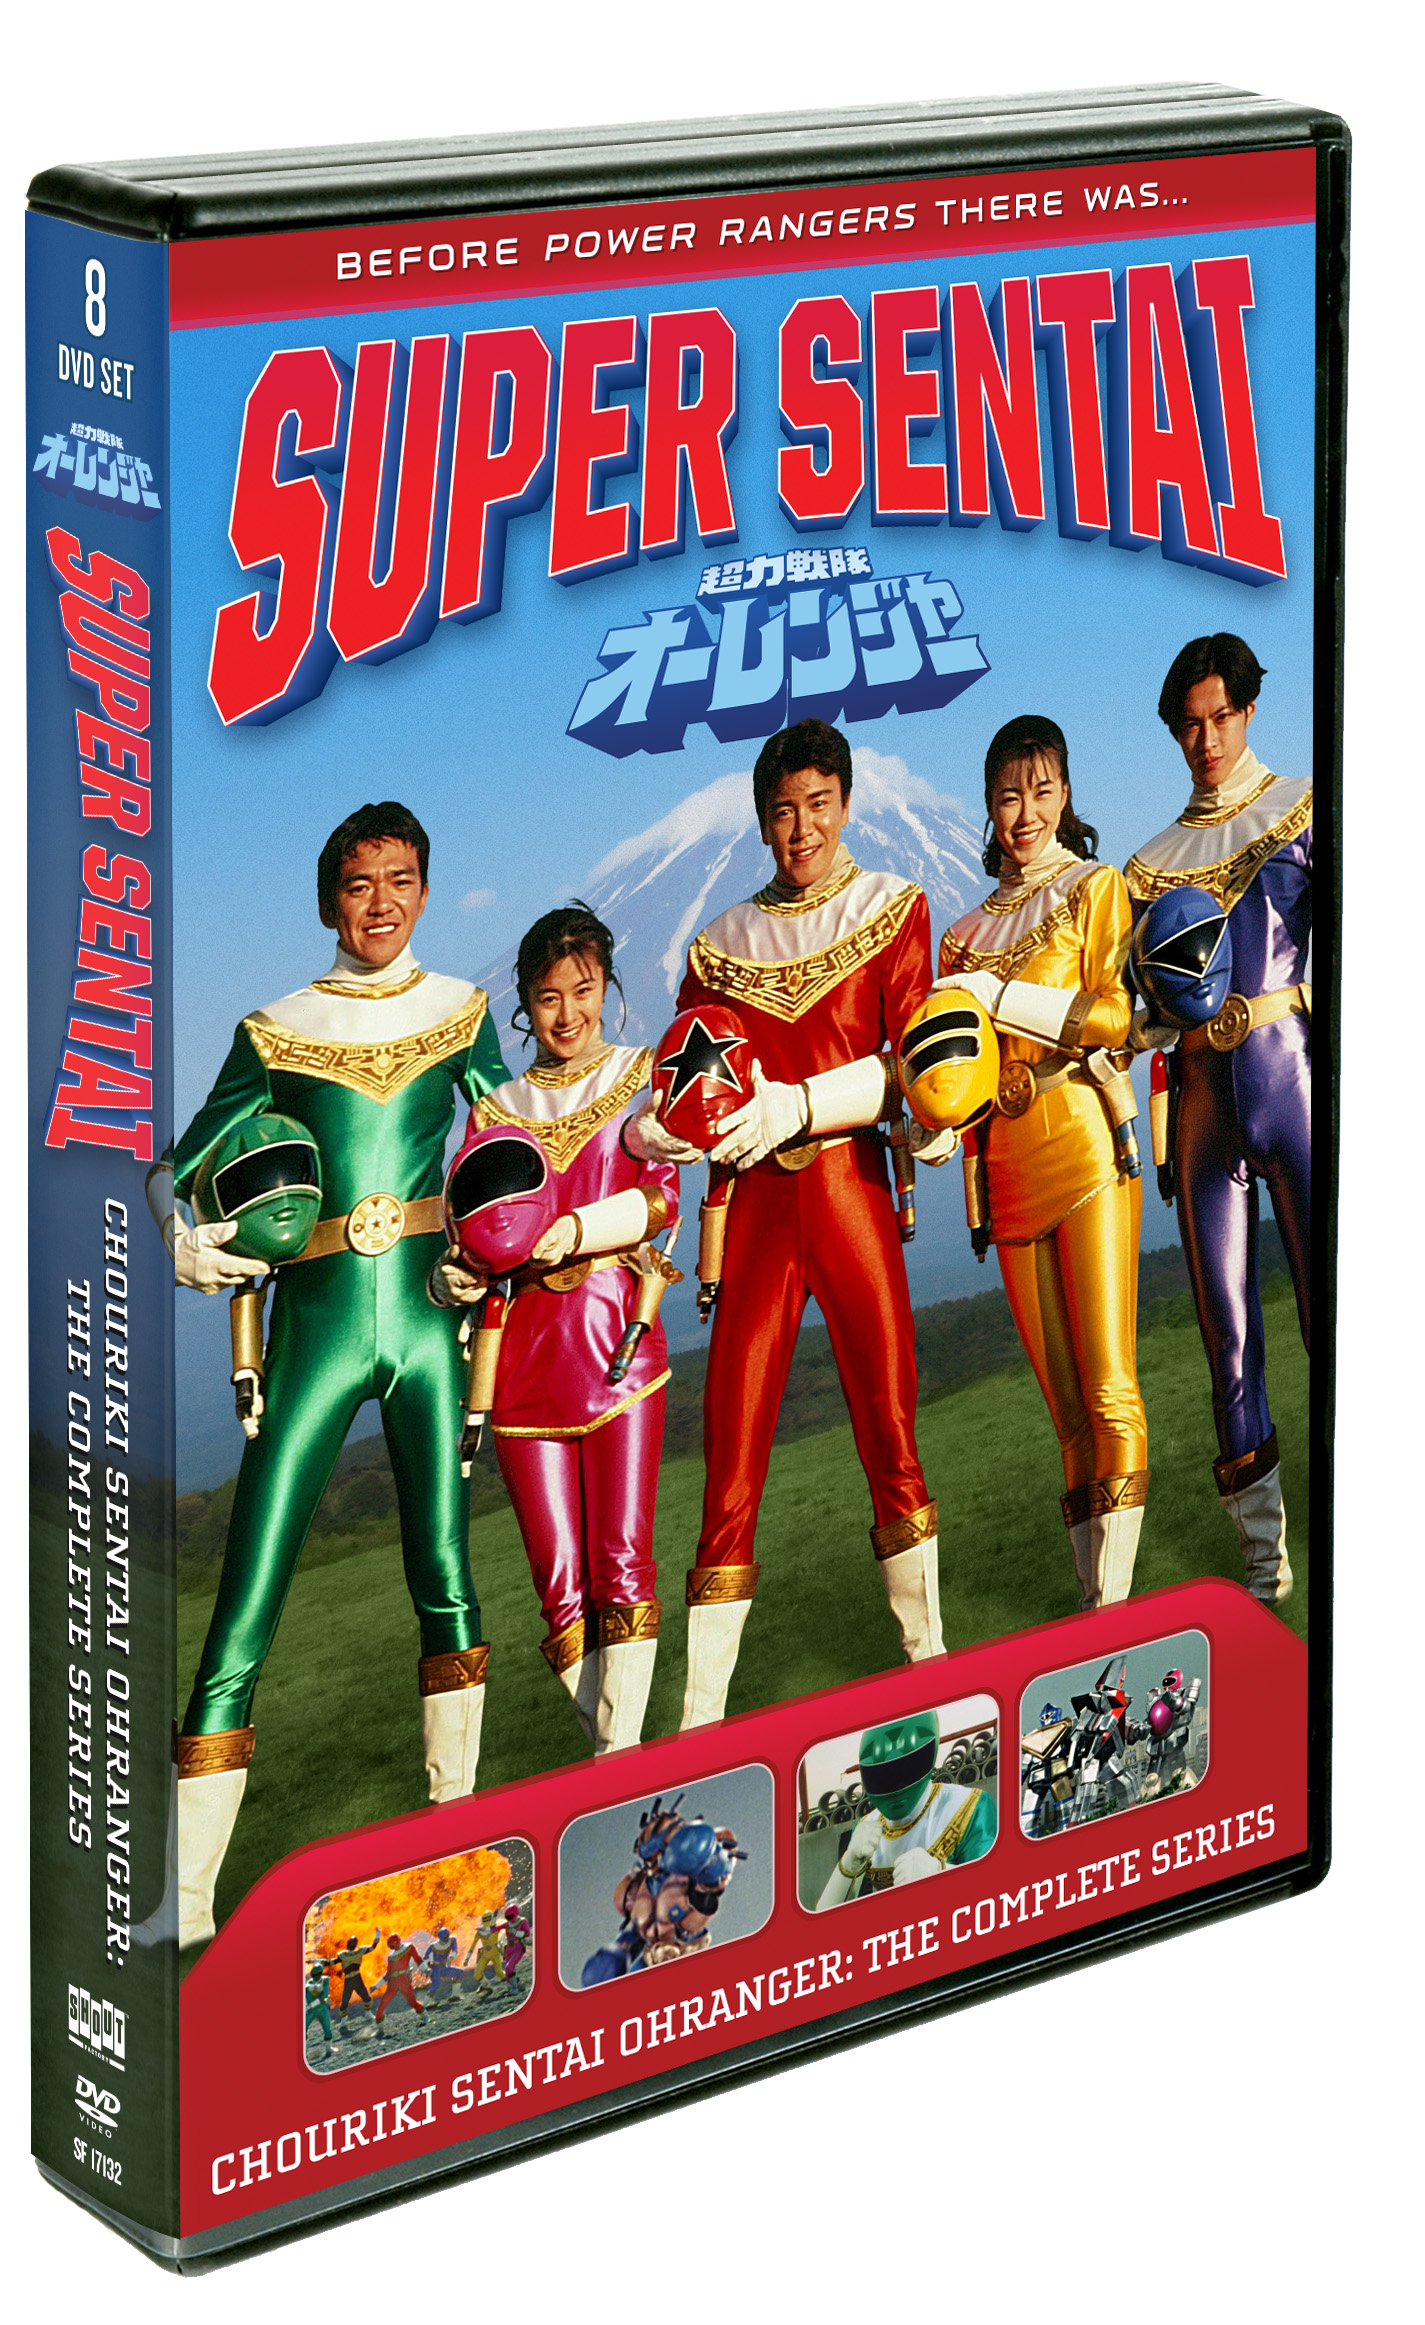 BEFORE POWER RANGERS THERE WAS...
SUPER SENTAI
超力戦隊
オーレンジャー
CHOURIKI SENTAI OHRANGER: THE COMPLETE SERIES
8
DVD SET
超力戦隊
オーレンジャー
SUPER SENTAI
CHOURIKI SENTAI OHRANGER:
THE COMPLETE SERIES
SHOUT
FACTORY
DVD
VIDEO
SF 17132